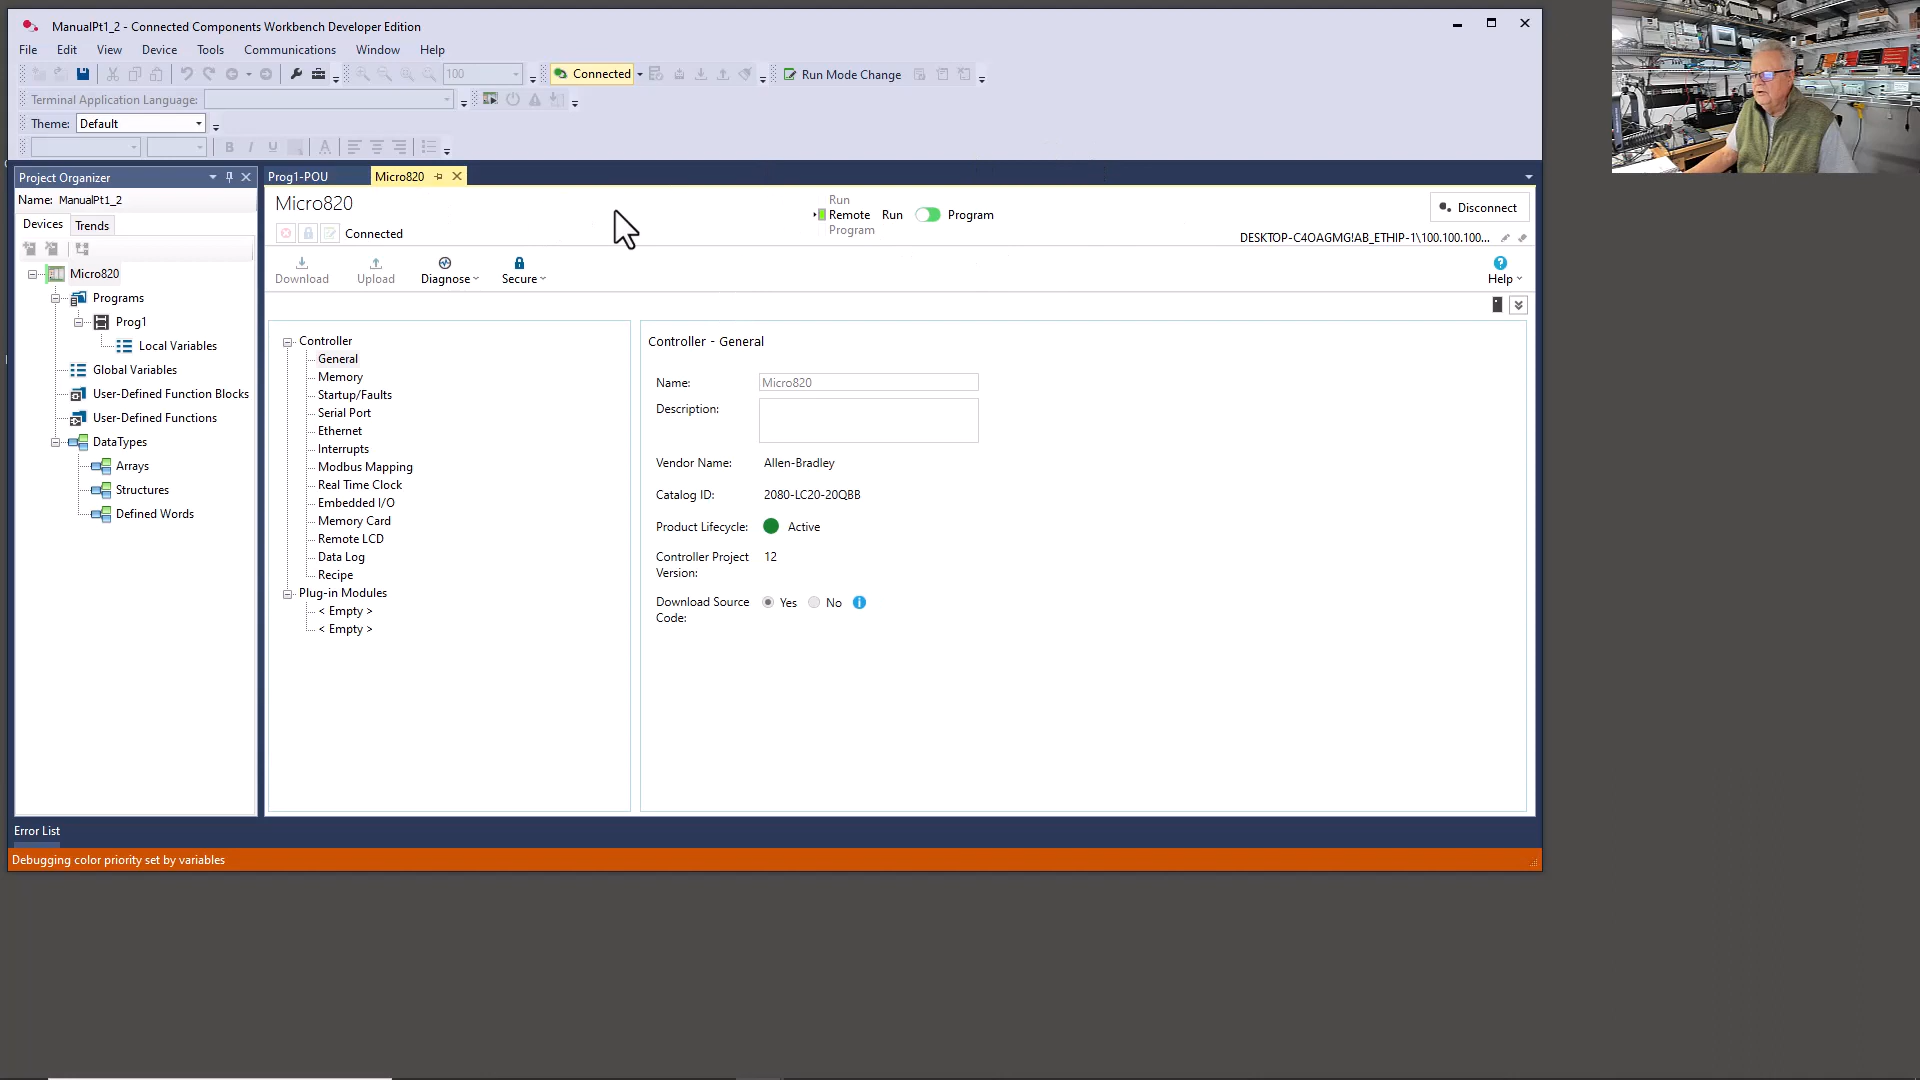 ManualPt1_2 - Connected Components Workbench Developer Edition
File Edit View Device Tools Communications Window Help
100 Connected Run Mode Change
Terminal Application Language:
Theme: Default
B I U A
Project Organizer
Name: ManualPt1_2
Devices Trends
Micro820
Programs
Prog1
Local Variables
Global Variables
User-Defined Function Blocks
User-Defined Functions
DataTypes
Arrays
Structures
Defined Words
Prog1-POU Micro820
Micro820
Connected
Run
Remote Run Program
Program
Disconnect
DESKTOP-C4OAGMG!AB_ETHIP-1\100.100.100...
Download Upload Diagnose Secure Help
Controller
General
Memory
Startup/Faults
Serial Port
Ethernet
Interrupts
Modbus Mapping
Real Time Clock
Embedded I/O
Memory Card
Remote LCD
Data Log
Recipe
Plug-in Modules
< Empty >
< Empty >
Controller - General
Name: Micro820
Description:
Vendor Name: Allen-Bradley
Catalog ID: 2080-LC20-20QBB
Product Lifecycle: Active
Controller Project Version: 12
Download Source Code: Yes No
Error List
Debugging color priority set by variables